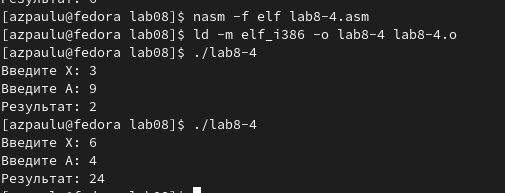 [azpaulu@fedora lab08]$ nasm -f elf lab8-4.asm
[azpaulu@fedora lab08]$ ld -m elf_i386 -o lab8-4 lab8-4.o
[azpaulu@fedora lab08]$ ./lab8-4
Введите X: 3
Введите A: 9
Результат: 2
[azpaulu@fedora lab08]$ ./lab8-4
Введите X: 6
Введите A: 4
Результат: 24